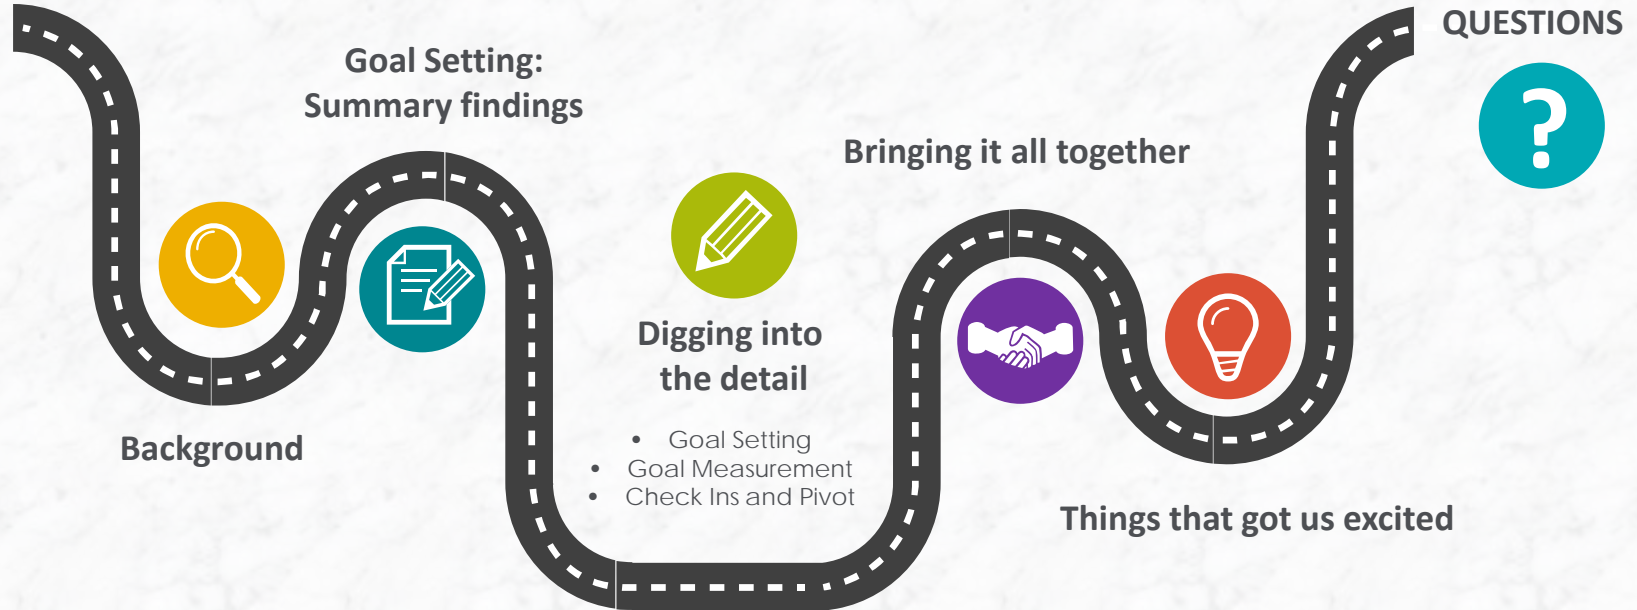 Background
Goal Setting:
Summary findings
Digging into
the detail
• Goal Setting
• Goal Measurement
• Check Ins and Pivot
Bringing it all together
Things that got us excited
QUESTIONS
?